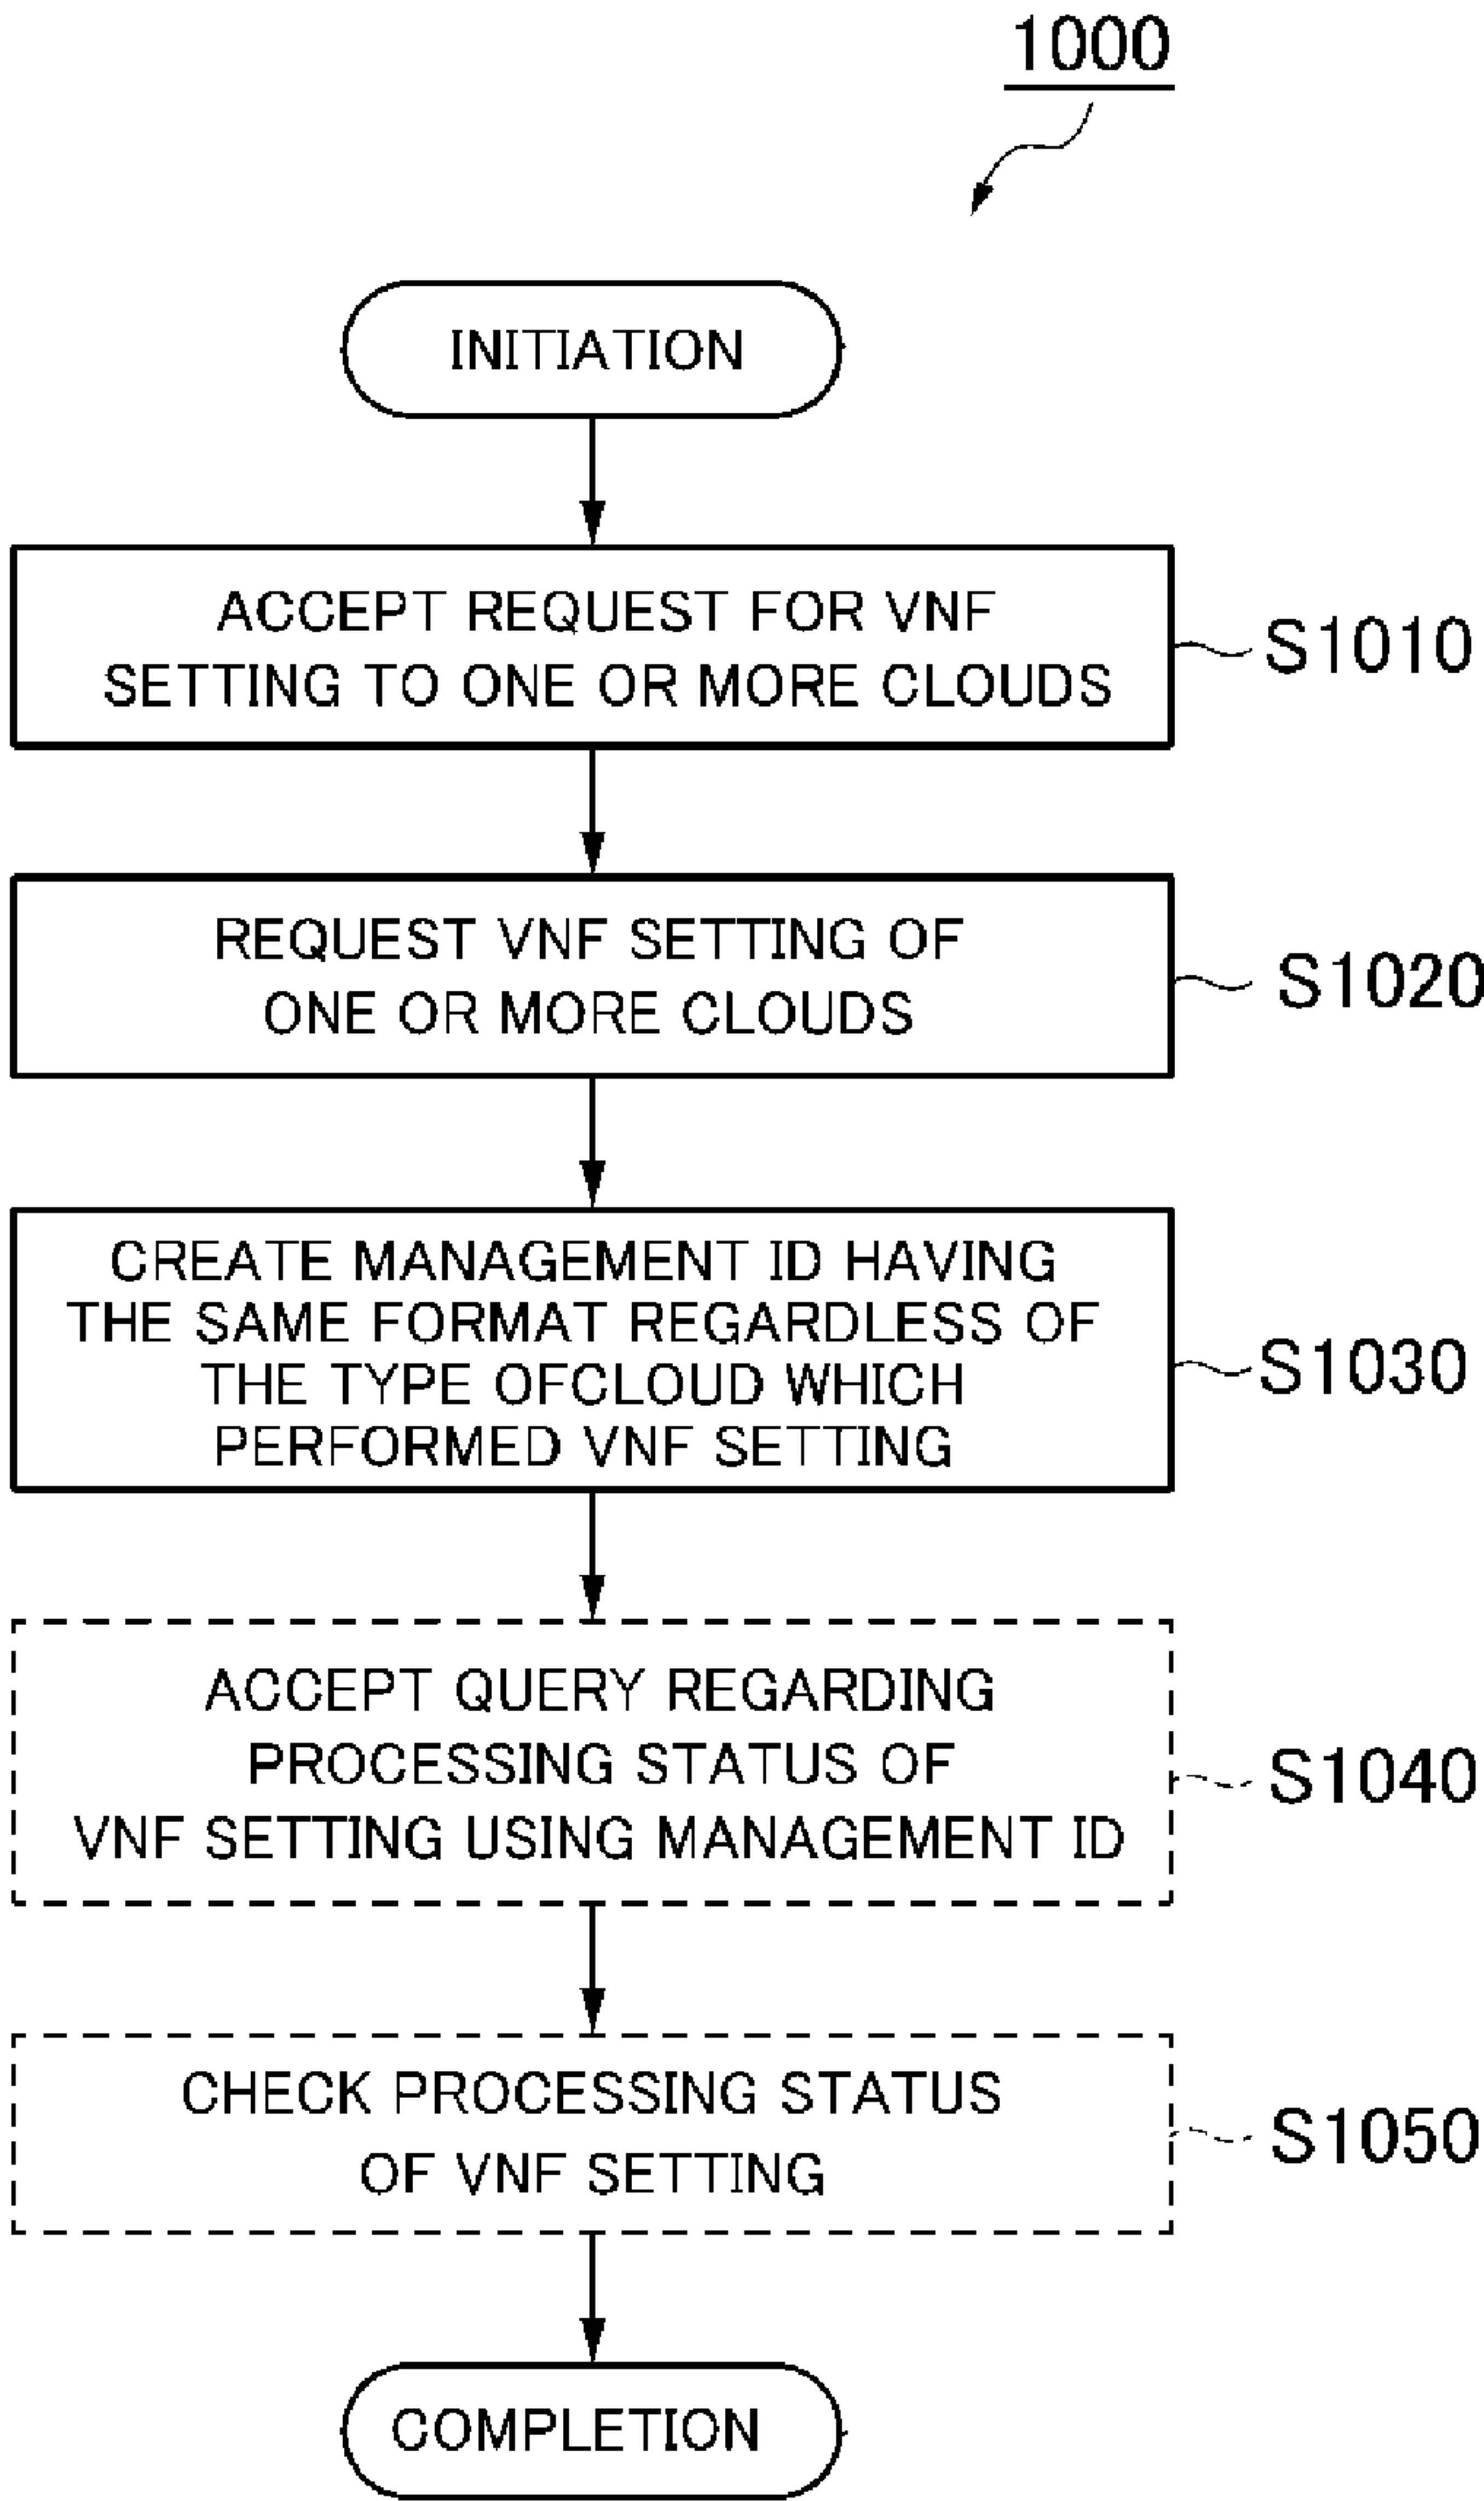 1000
INITIATION
ACCEPT REQUEST FOR VNF
SETTING TO ONE OR MORE CLOUDS
S1010
REQUEST VNF SETTING OF
ONE OR MORE CLOUDS
S1020
CREATE MANAGEMENT ID HAVING
THE SAME FORMAT REGARDLESS OF
THE TYPE OFCLOUD WHICH
PERFORMED VNF SETTING
S1030
ACCEPT QUERY REGARDING
PROCESSING STATUS OF
VNF SETTING USING MANAGEMENT ID
S1040
CHECK PROCESSING STATUS
OF VNF SETTING
S1050
COMPLETION